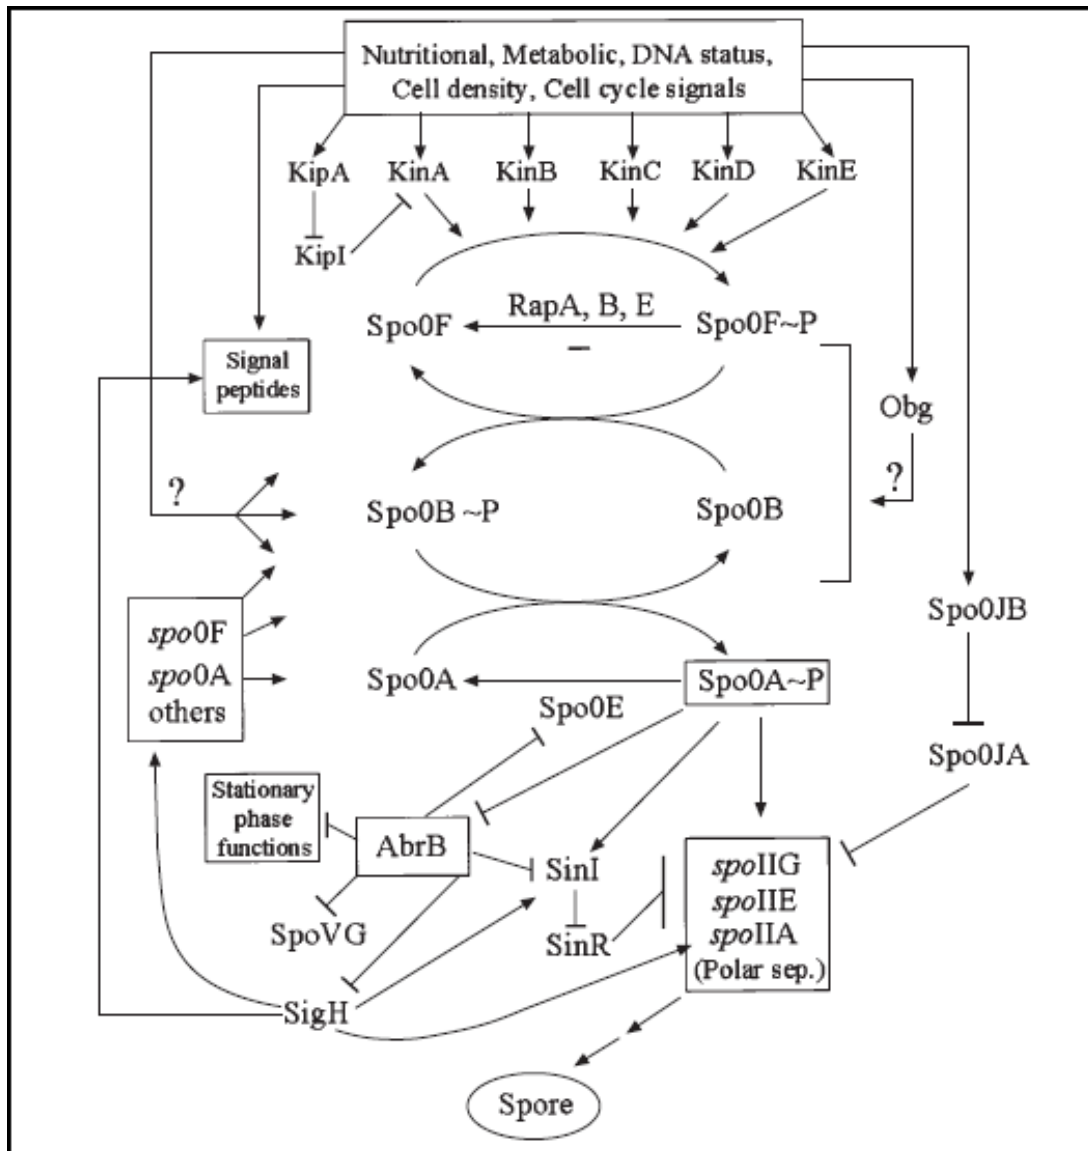 Nutritional, Metabolic, DNA status,
Cell density, Cell cycle signals
KipA
KinA
KinB
KinC
KinD
KinE
KipI
RapA, B, E
Spo0F
Spo0F~P
–
Signal
peptides
Obg
?
?
Spo0B ~P
Spo0B
Spo0JB
spo0F
spo0A
others
Spo0A
Spo0A~P
Spo0E
Spo0JA
Stationary
phase
functions
AbrB
SinI
spoIIG
spoIIE
spoIIA
(Polar sep.)
SpoVG
SinR
SigH
Spore